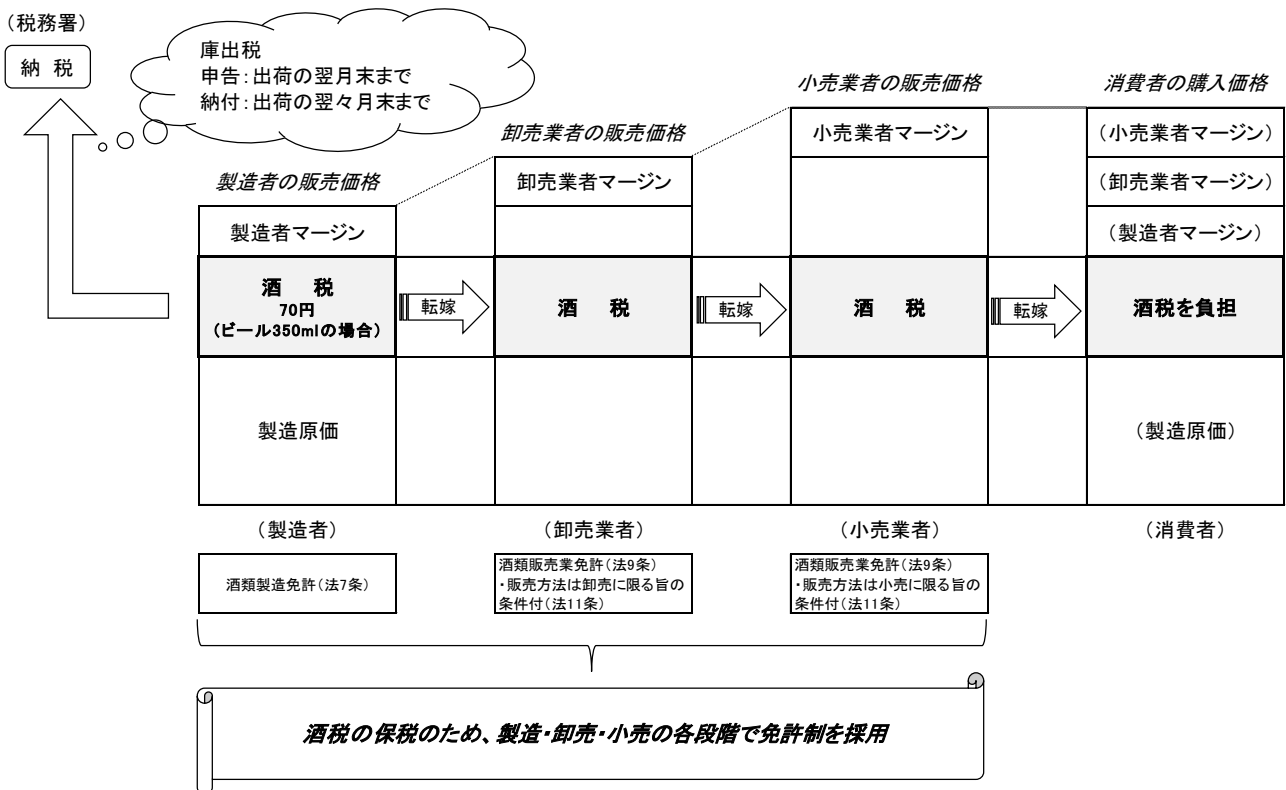 （税務署）
納 税
庫出税
申告：出荷の翌月末まで
納付：出荷の翌々月末まで
製造者の販売価格
卸売業者の販売価格
小売業者の販売価格
消費者の購入価格
製造者マージン
卸売業者マージン
小売業者マージン
（小売業者マージン）
（卸売業者マージン）
（製造者マージン）
酒 税
70円
（ビール350mlの場合）
転嫁
酒 税
転嫁
酒 税
転嫁
酒税を負担
製造原価
（製造原価）
（製造者）
（卸売業者）
（小売業者）
（消費者）
酒類製造免許（法7条）
酒類販売業免許（法9条）
・販売方法は卸売に限る旨の
条件付（法11条）
酒類販売業免許（法9条）
・販売方法は小売に限る旨の
条件付（法11条）
酒税の保税のため、製造・卸売・小売の各段階で免許制を採用